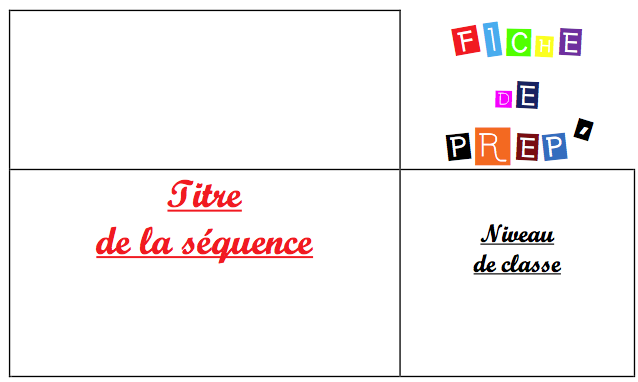 FICHE
DE
PREP'
Titre
de la séquence
Niveau
de classe